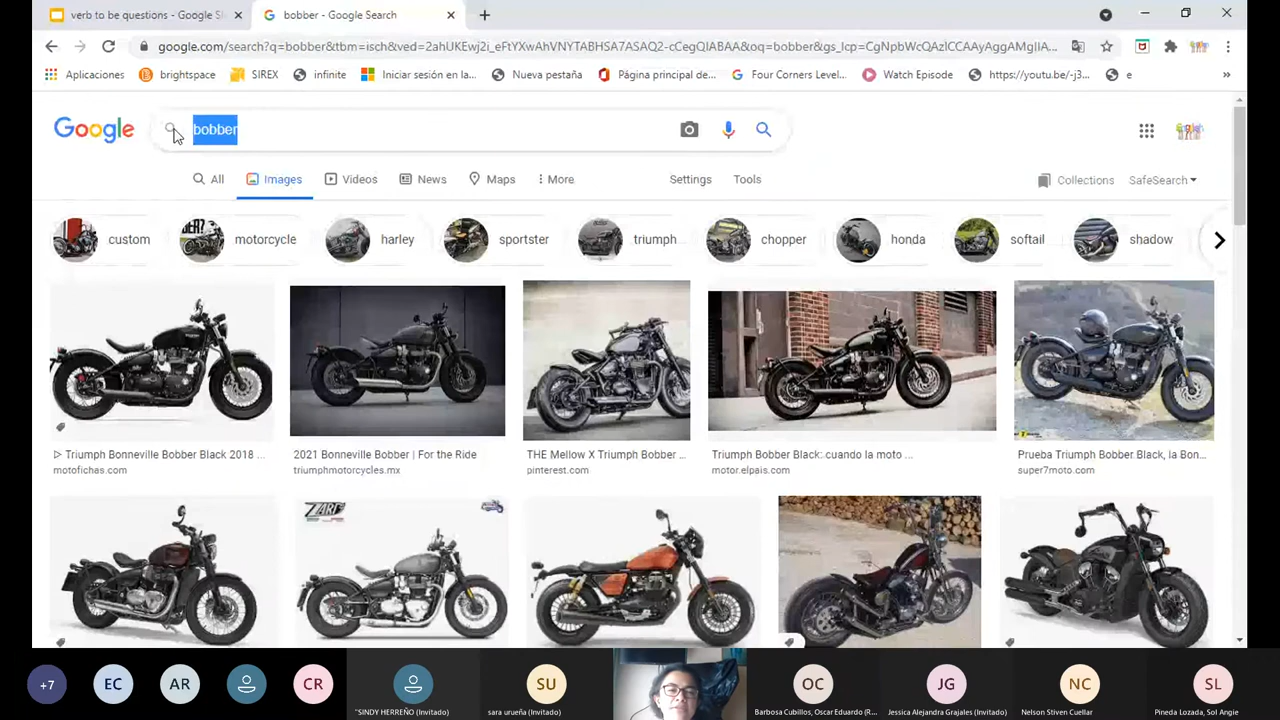 verb to be questions - Google Sl
bobber - Google Search
google.com/search?q=bobber&tbm=isch&ved=2ahUKEwj2i_eFtYXwAhVNYTABHSA7ASAQ2-cCegQIABAA&oq=bobber&gs_lcp=CgNpbWcQAzICCAAyAggAMgIIA...
Aplicaciones
brightspace
SIREX
infinite
Iniciar sesión en la...
Nueva pestaña
Página principal de...
Four Corners Level...
Watch Episode
https://youtu.be/-j3...
e
»
Google
bobber
All
Images
Videos
News
Maps
More
Settings
Tools
Collections
SafeSearch
custom
motorcycle
harley
sportster
triumph
chopper
honda
softail
shadow
Triumph Bonneville Bobber Black 2018 ...
2021 Bonneville Bobber | For the Ride
THE Mellow X Triumph Bobber ...
Triumph Bobber Black: cuando la moto ...
Prueba Triumph Bobber Black, la Bon...
motofichas.com
triumphmotorcycles.mx
pinterest.com
motor.elpais.com
super7moto.com
ZARD
+7
EC
AR
CR
SU
OC
JG
NC
SL
"SINDY HERREÑO (Invitado)
sara urueña (Invitado)
Barbosa Cubillos, Oscar Eduardo (R...
Jessica Alejandra Grajales (Invitado)
Nelson Stiven Cuellar
Pineda Lozada, Sol Angie